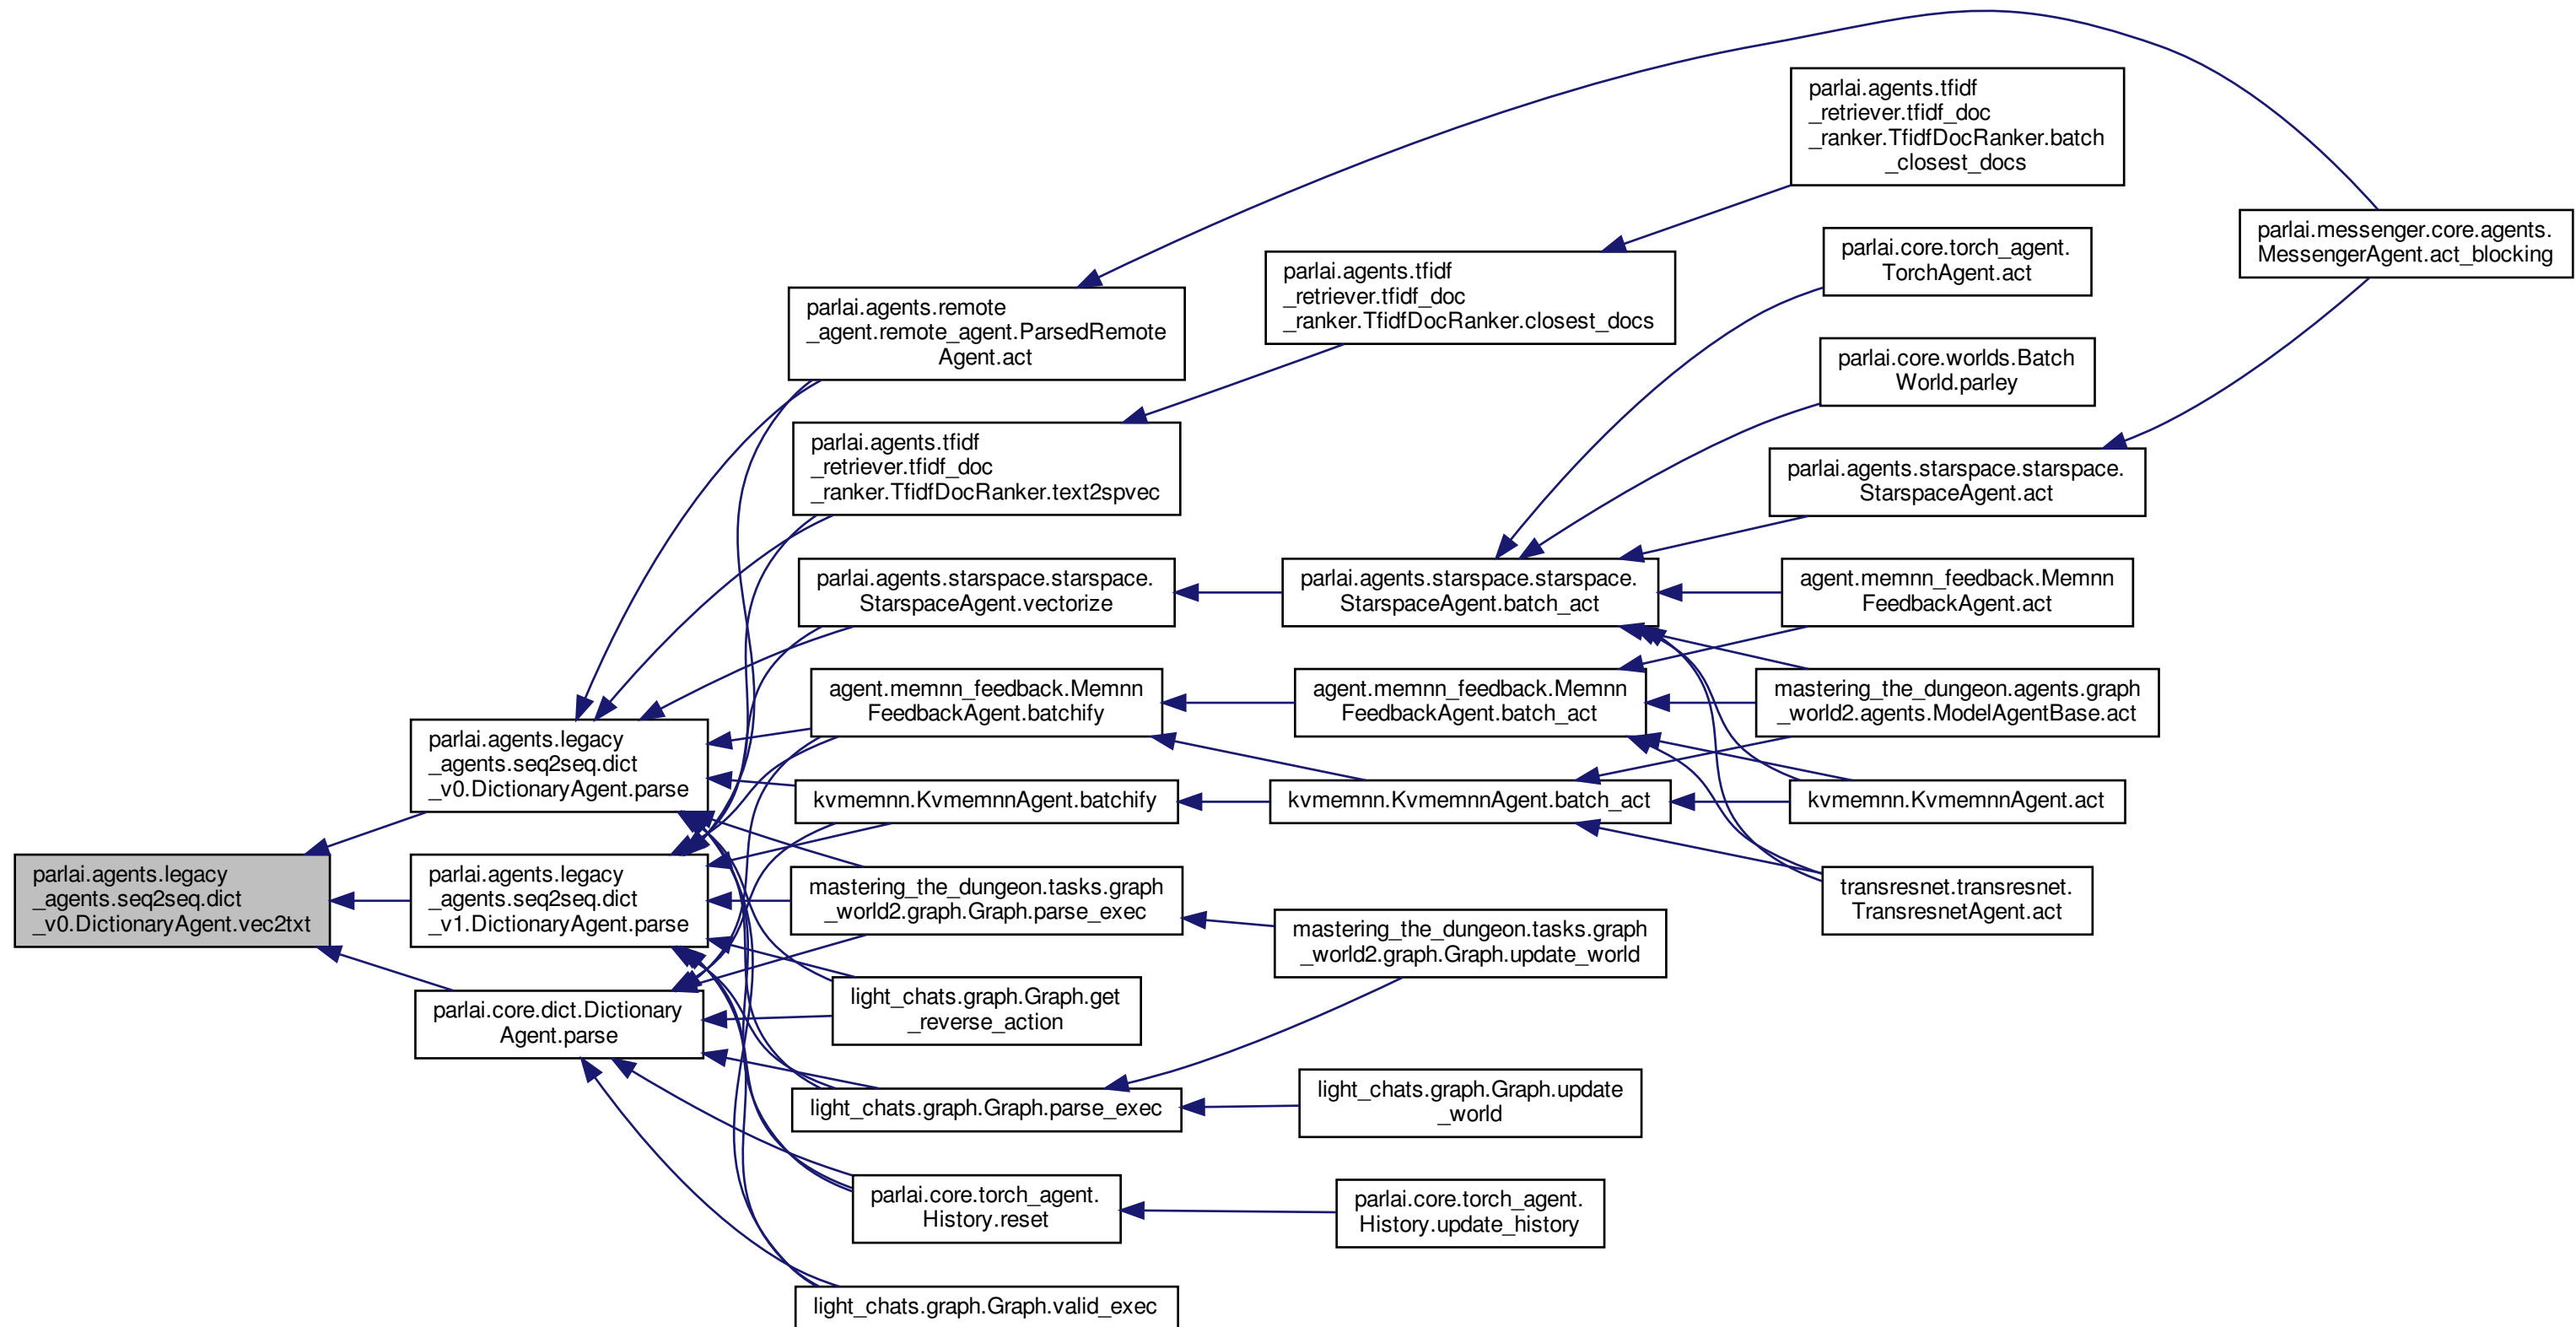 parlai.agents.legacy
_agents.seq2seq.dict
_v0.DictionaryAgent.vec2txt
parlai.agents.legacy
_agents.seq2seq.dict
_v0.DictionaryAgent.parse
parlai.agents.legacy
_agents.seq2seq.dict
_v1.DictionaryAgent.parse
parlai.core.dict.Dictionary
Agent.parse
parlai.agents.remote
_agent.remote_agent.ParsedRemote
Agent.act
parlai.agents.tfidf
_retriever.tfidf_doc
_ranker.TfidfDocRanker.text2spvec
parlai.agents.starspace.starspace.
StarspaceAgent.vectorize
agent.memnn_feedback.Memnn
FeedbackAgent.batchify
kvmemnn.KvmemnnAgent.batchify
mastering_the_dungeon.tasks.graph
_world2.graph.Graph.parse_exec
light_chats.graph.Graph.get
_reverse_action
light_chats.graph.Graph.parse_exec
parlai.core.torch_agent.
History.reset
light_chats.graph.Graph.valid_exec
parlai.agents.tfidf
_retriever.tfidf_doc
_ranker.TfidfDocRanker.closest_docs
parlai.agents.starspace.starspace.
StarspaceAgent.batch_act
agent.memnn_feedback.Memnn
FeedbackAgent.batch_act
kvmemnn.KvmemnnAgent.batch_act
mastering_the_dungeon.tasks.graph
_world2.graph.Graph.update_world
light_chats.graph.Graph.update
_world
parlai.core.torch_agent.
History.update_history
parlai.agents.tfidf
_retriever.tfidf_doc
_ranker.TfidfDocRanker.batch
_closest_docs
parlai.core.torch_agent.
TorchAgent.act
parlai.core.worlds.Batch
World.parley
parlai.agents.starspace.starspace.
StarspaceAgent.act
agent.memnn_feedback.Memnn
FeedbackAgent.act
mastering_the_dungeon.agents.graph
_world2.agents.ModelAgentBase.act
kvmemnn.KvmemnnAgent.act
transresnet.transresnet.
TransresnetAgent.act
parlai.messenger.core.agents.
MessengerAgent.act_blocking